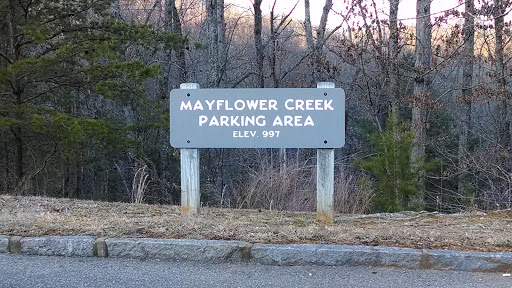 MAYFLOWER CREEK
PARKING AREA
ELEV. 997